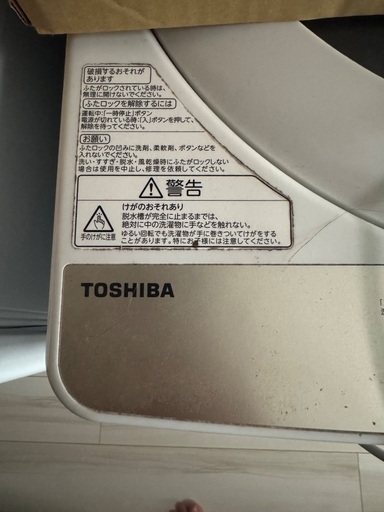 破損するおそれが
あります
ふたがロックされている時は、
無理に開けないでください。
ふたロックを解除するには
運転中:「一時停止」ボタン
電源が切れている時:「入」ボタンを押して、
解除してください。
お願い
ふたロックの凹みに洗剤、柔軟剤、ボタンなどを
入れないでください。
洗い・すすぎ・脱水・風乾燥時にふたがロックしない
場合は使用を中止し、修理を依頼してください。
警告
けがのおそれあり
脱水槽が完全に止まるまでは、
絶対に中の洗濯物に手などを触れない。
ゆるい回転でも洗濯物が手に巻きついてけがをする
ことがあります。特にお子様には注意してください。
手のけがに注意
TOSHIBA